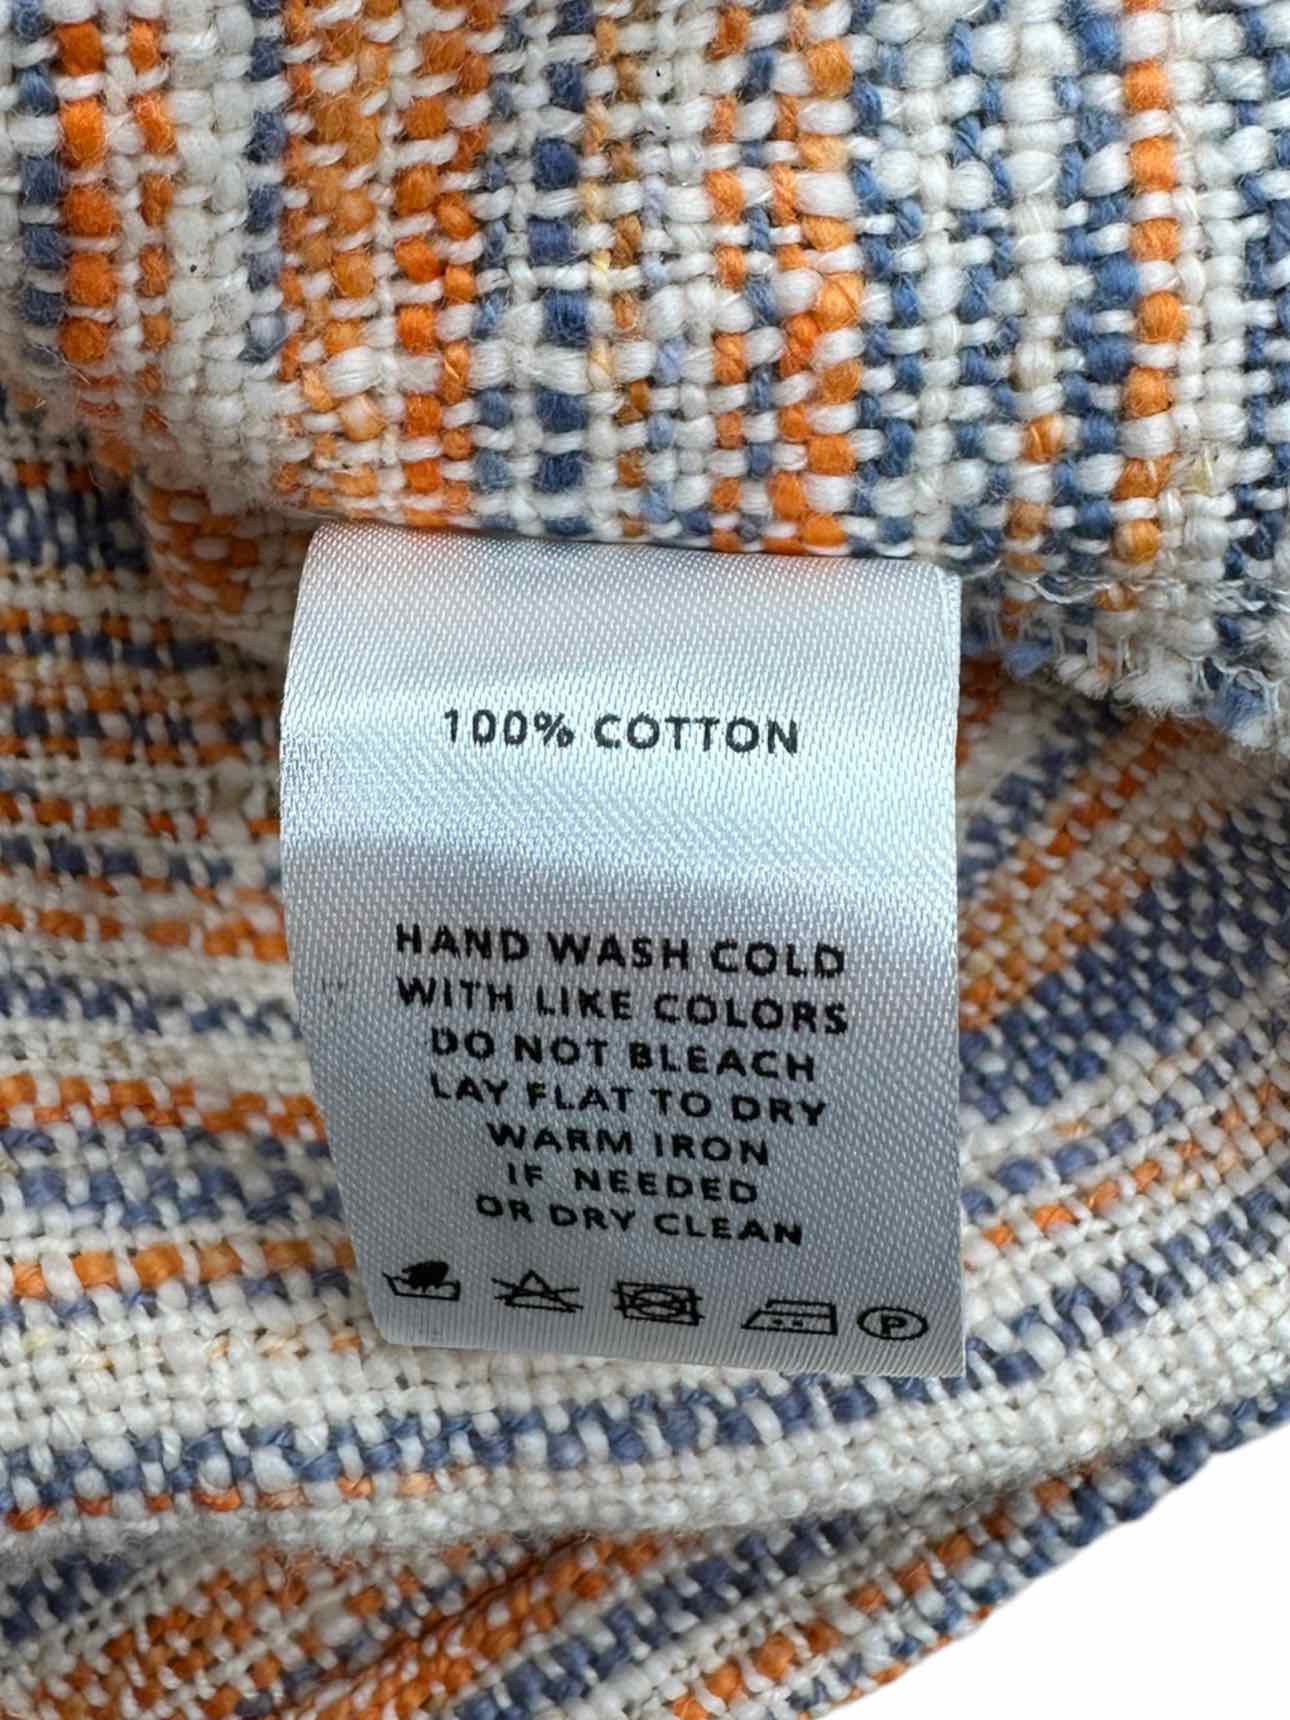 100% COTTON
HAND WASH COLD
WITH LIKE COLORS
DO NOT BLEACH
LAY FLAT TO DRY
WARM IRON
IF NEEDED
OR DRY CLEAN
P